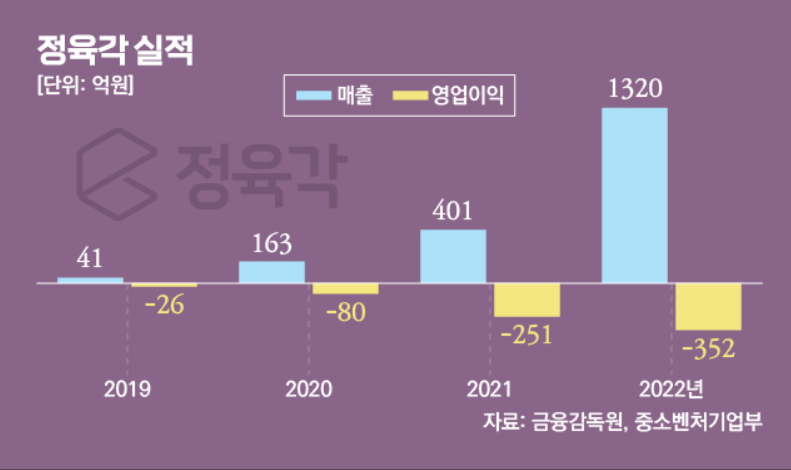 정육각 실적
[단위: 억원]
매출 영업이익
정육각
41 163 401 1320
-26 -80 -251 -352
2019 2020 2021 2022년
자료: 금융감독원, 중소벤처기업부